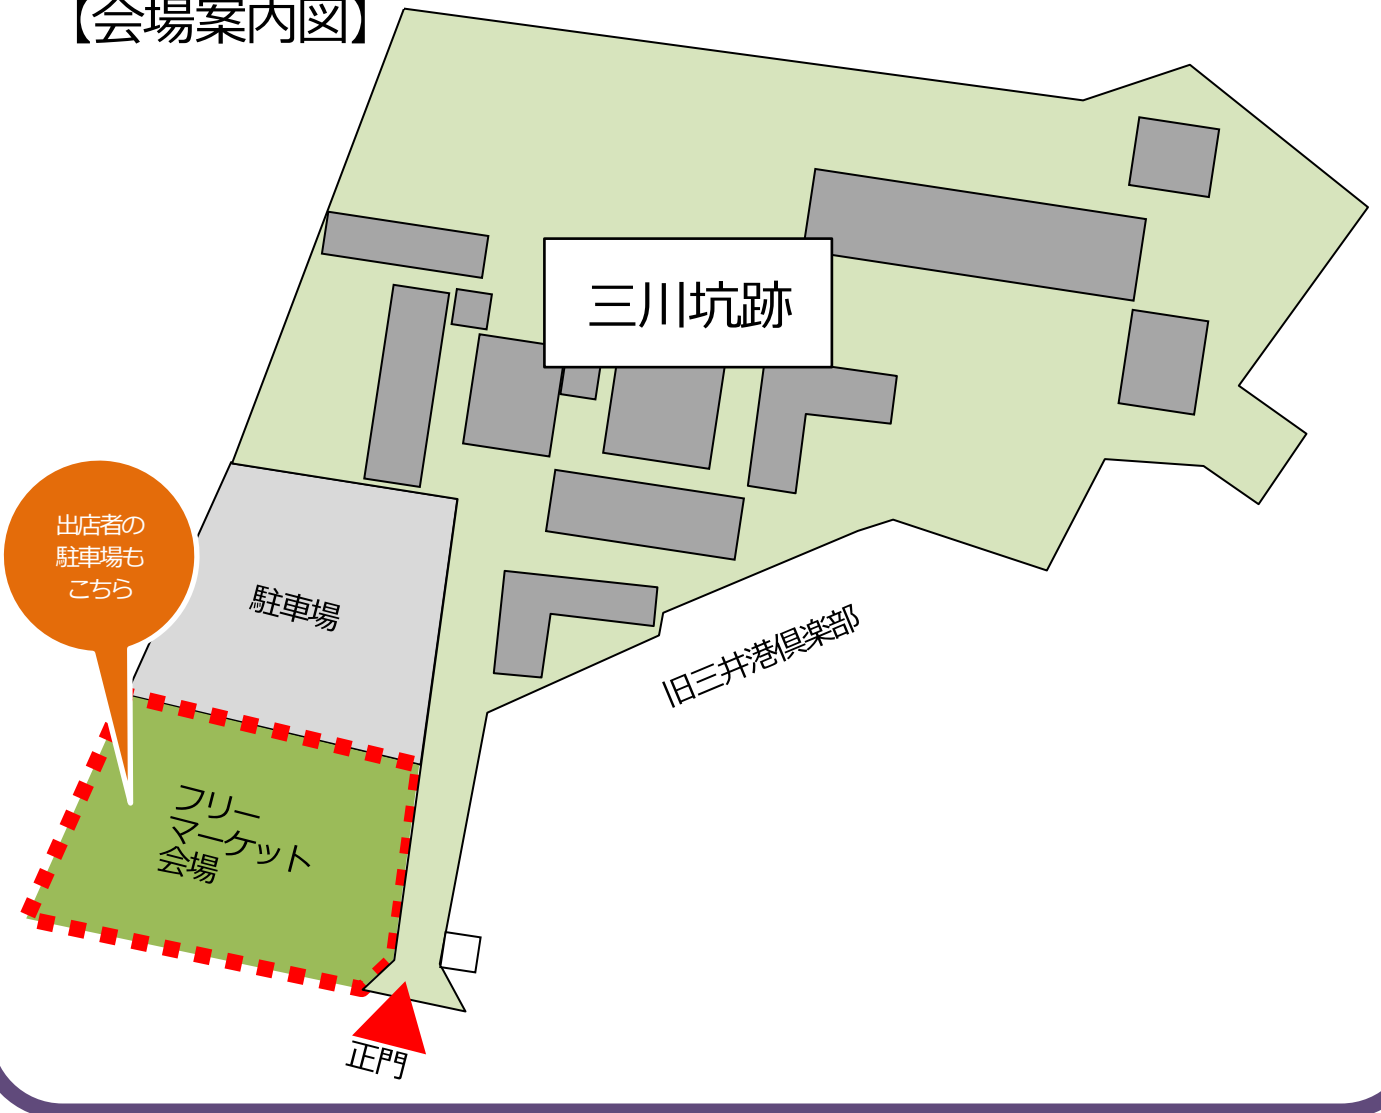 【会場案内図】
三川坑跡
出店者の
駐車場も
こちら
駐車場
旧三井港倶楽部
フリー
マーケット
会場
正門